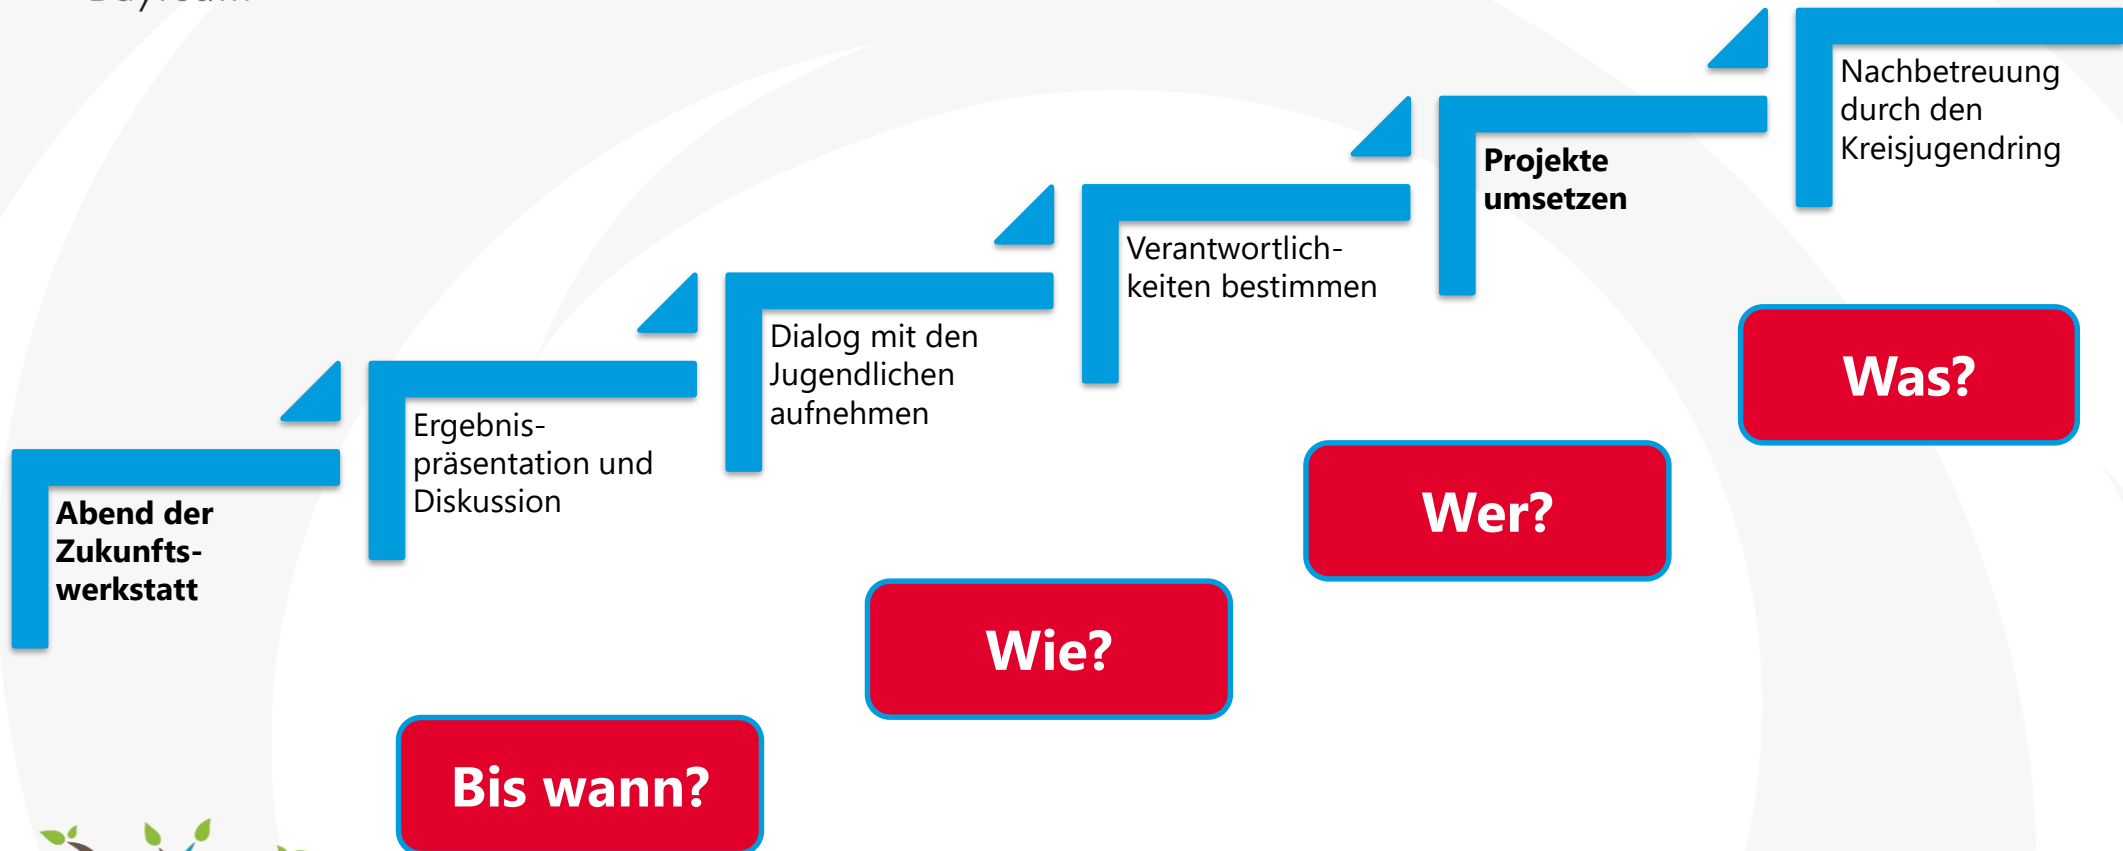 Abend der
Zukunfts-
werkstatt
Ergebnis-
präsentation und
Diskussion
Dialog mit den
Jugendlichen
aufnehmen
Verantwortlich-
keiten bestimmen
Projekte
umsetzen
Nachbetreuung
durch den
Kreisjugendring
Was?
Wer?
Wie?
Bis wann?